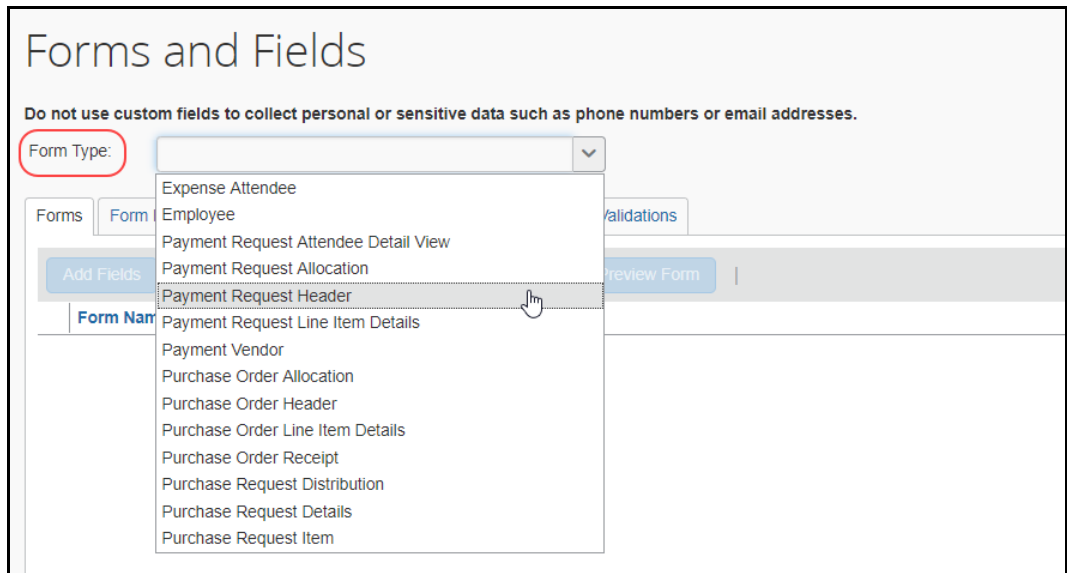 Forms and Fields
Do not use custom fields to collect personal or sensitive data such as phone numbers or email addresses.
Form Type:
Expense Attendee
Employee
Payment Request Attendee Detail View
Payment Request Allocation
Payment Request Header
Payment Request Line Item Details
Payment Vendor
Purchase Order Allocation
Purchase Order Header
Purchase Order Line Item Details
Purchase Order Receipt
Purchase Request Distribution
Purchase Request Details
Purchase Request Item
Forms Form Validations
Add Fields Preview Form
Form Nam